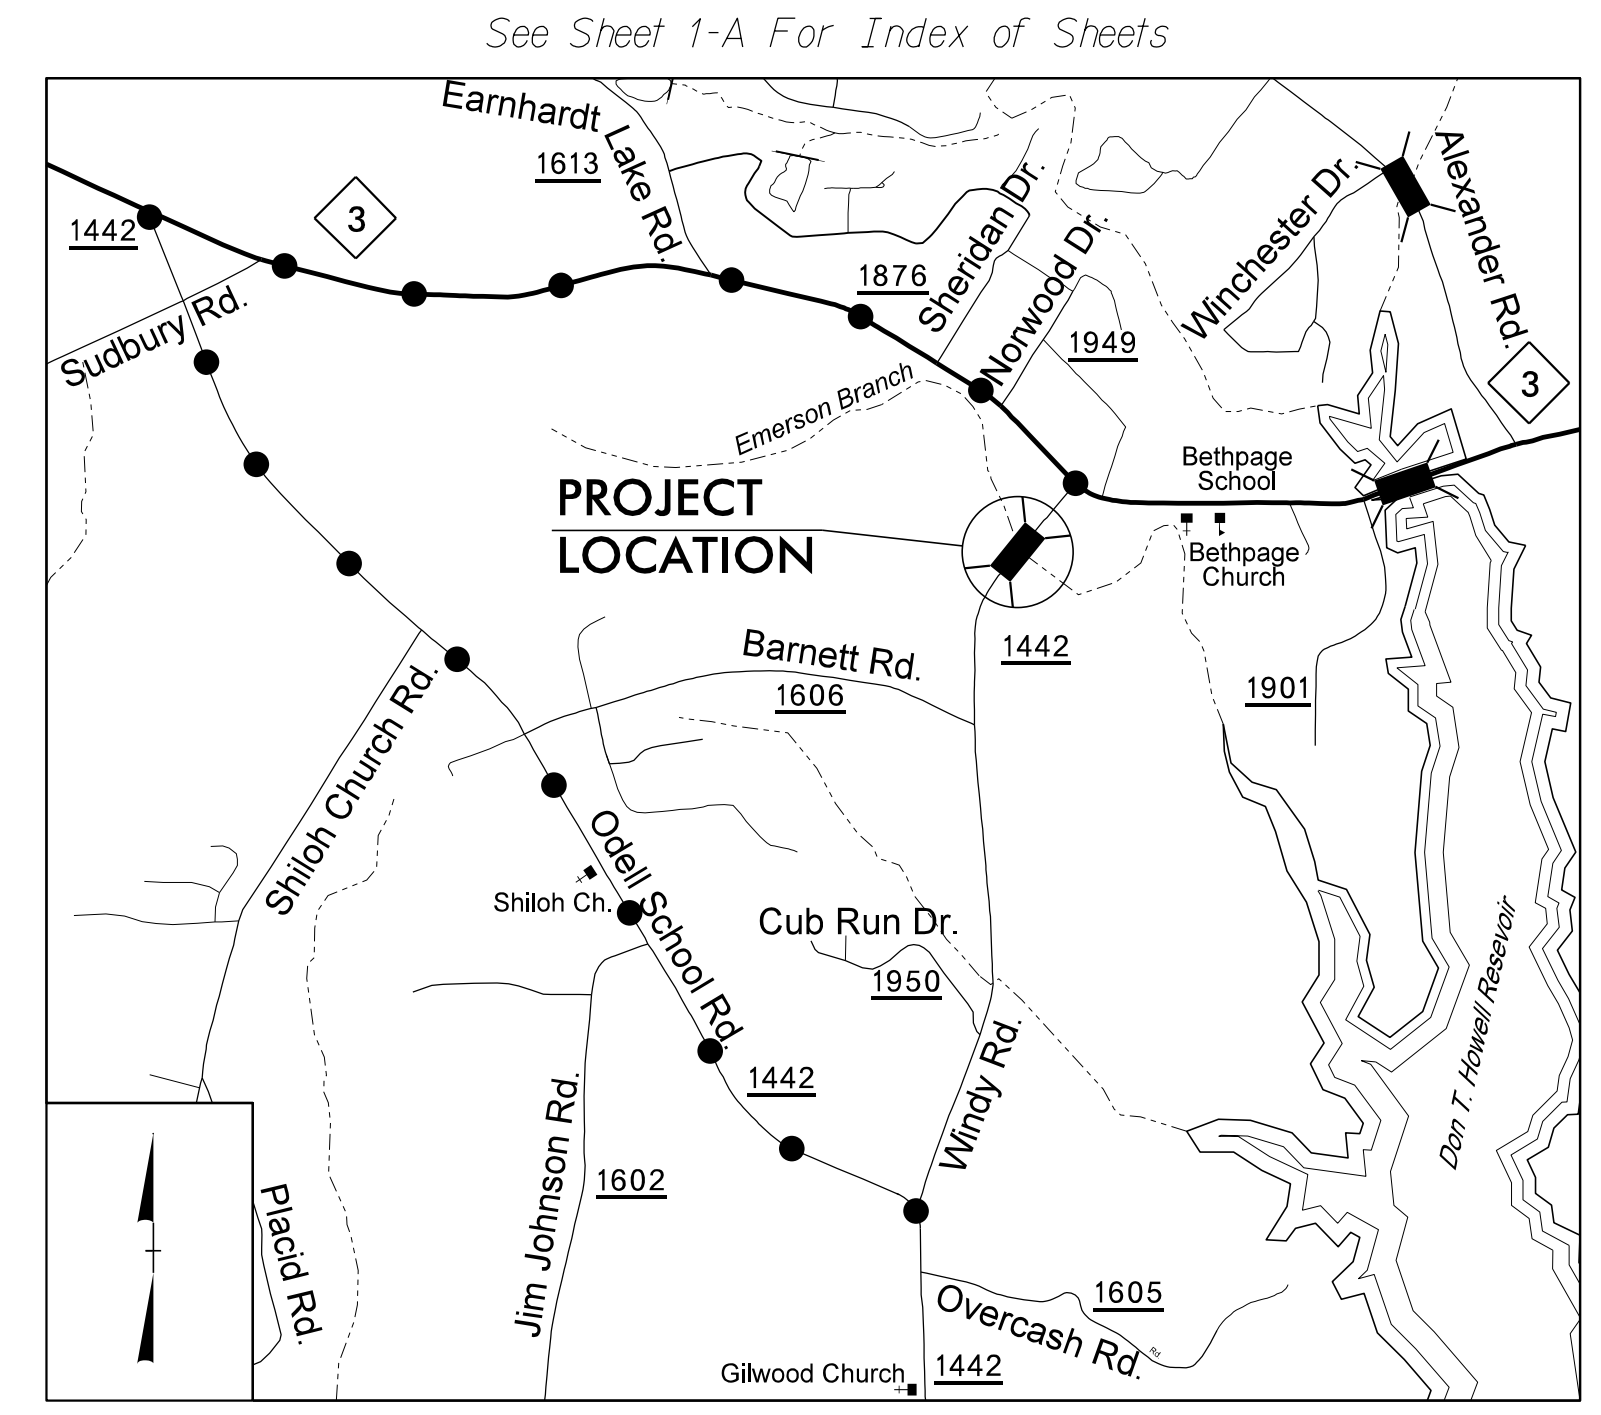 See Sheet 1-A For Index of Sheets
Earnhardt
Lake Rd.
1613
3
1442
Sudbury Rd.
1876
Sheridan Dr.
Norwood Dr.
1949
Winchester Dr.
Alexander Rd.
3
Emerson Branch
Bethpage
School
PROJECT
LOCATION
Bethpage
Church
1442
Barnett Rd.
1606
1901
Shiloh Church Rd.
Odell School Rd.
Shiloh Ch.
Cub Run Dr.
1950
Don T. Howell Resevoir
Windy Rd.
1442
Jim Johnson Rd.
1602
Placid Rd.
1605
Overcash Rd.
Rd.
Gilwood Church
1442